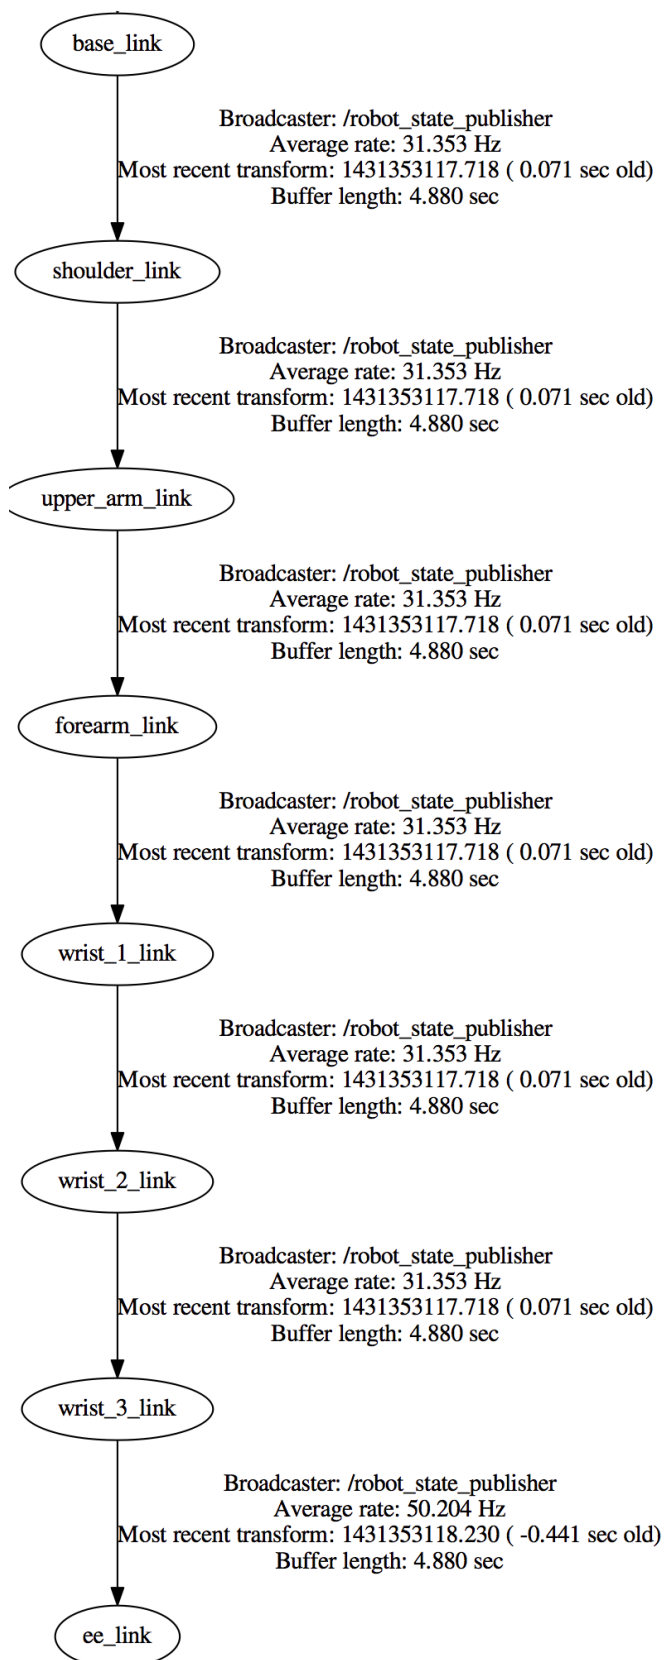 base_link
Broadcaster: /robot_state_publisher
Average rate: 31.353 Hz
Most recent transform: 1431353117.718 ( 0.071 sec old)
Buffer length: 4.880 sec
shoulder_link
Broadcaster: /robot_state_publisher
Average rate: 31.353 Hz
Most recent transform: 1431353117.718 ( 0.071 sec old)
Buffer length: 4.880 sec
upper_arm_link
Broadcaster: /robot_state_publisher
Average rate: 31.353 Hz
Most recent transform: 1431353117.718 ( 0.071 sec old)
Buffer length: 4.880 sec
forearm_link
Broadcaster: /robot_state_publisher
Average rate: 31.353 Hz
Most recent transform: 1431353117.718 ( 0.071 sec old)
Buffer length: 4.880 sec
wrist_1_link
Broadcaster: /robot_state_publisher
Average rate: 31.353 Hz
Most recent transform: 1431353117.718 ( 0.071 sec old)
Buffer length: 4.880 sec
wrist_2_link
Broadcaster: /robot_state_publisher
Average rate: 31.353 Hz
Most recent transform: 1431353117.718 ( 0.071 sec old)
Buffer length: 4.880 sec
wrist_3_link
Broadcaster: /robot_state_publisher
Average rate: 50.204 Hz
Most recent transform: 1431353118.230 ( -0.441 sec old)
Buffer length: 4.880 sec
ee_link